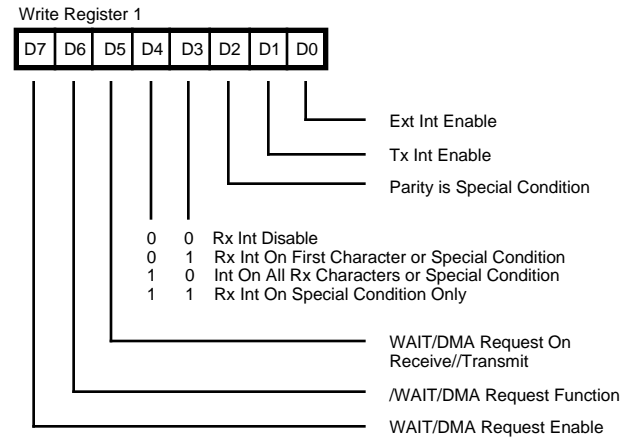 Write Register 1
D7 D6 D5 D4 D3 D2 D1 D0
Ext Int Enable
Tx Int Enable
Parity is Special Condition
0 0 Rx Int Disable
0 1 Rx Int On First Character or Special Condition
1 0 Int On All Rx Characters or Special Condition
1 1 Rx Int On Special Condition Only
WAIT/DMA Request On
Receive//Transmit
/WAIT/DMA Request Function
WAIT/DMA Request Enable